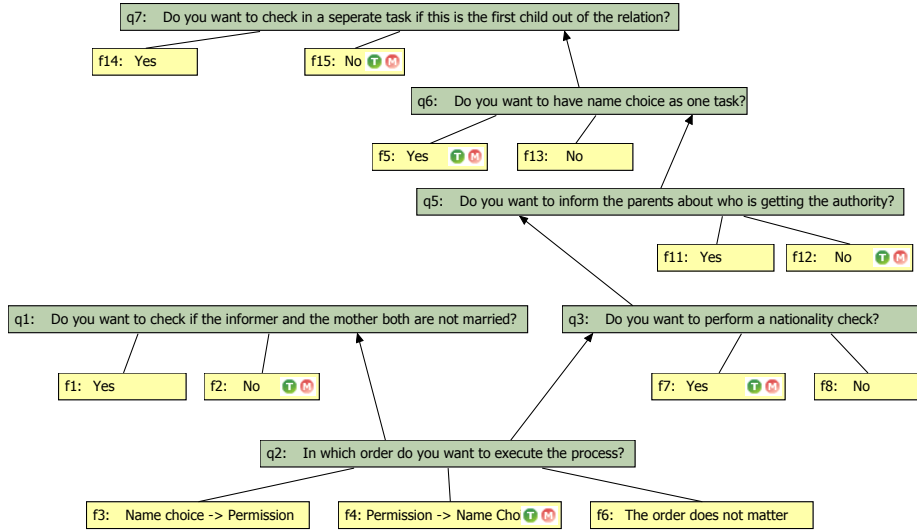 q7: Do you want to check in a seperate task if this is the first child out of the relation?
f14: Yes
f15: No T M
q6: Do you want to have name choice as one task?
f5: Yes T M
f13: No
q5: Do you want to inform the parents about who is getting the authority?
f11: Yes
f12: No T M
q1: Do you want to check if the informer and the mother both are not married?
q3: Do you want to perform a nationality check?
f1: Yes
f2: No T M
f7: Yes T M
f8: No
q2: In which order do you want to execute the process?
f3: Name choice -> Permission
f4: Permission -> Name Cho T M
f6: The order does not matter